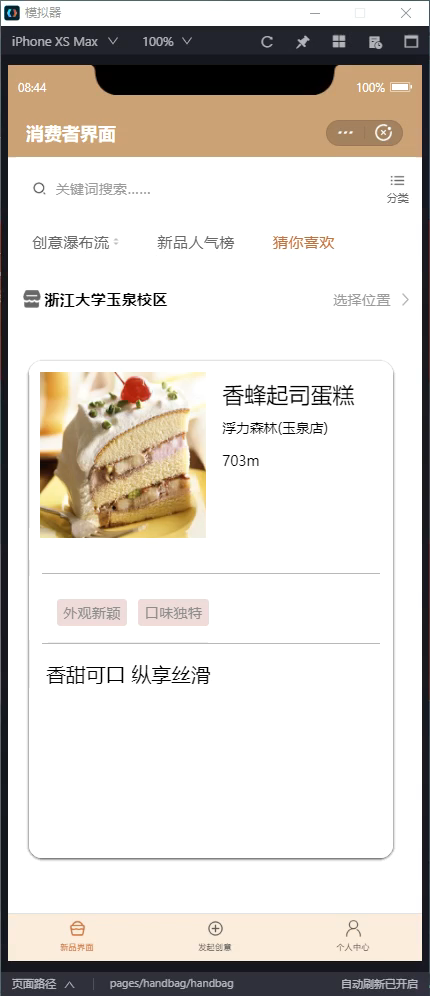 模拟器
iPhone XS Max 100%
08:44 100%
消费者界面
关键词搜索......
分类
创意瀑布流 新品人气榜 猜你喜欢
浙江大学玉泉校区 选择位置
香蜂起司蛋糕
浮力森林(玉泉店)
703m
外观新颖 口味独特
香甜可口 纵享丝滑
新品界面 发起创意 个人中心
页面路径 pages/handbag/handbag 自动刷新已开启